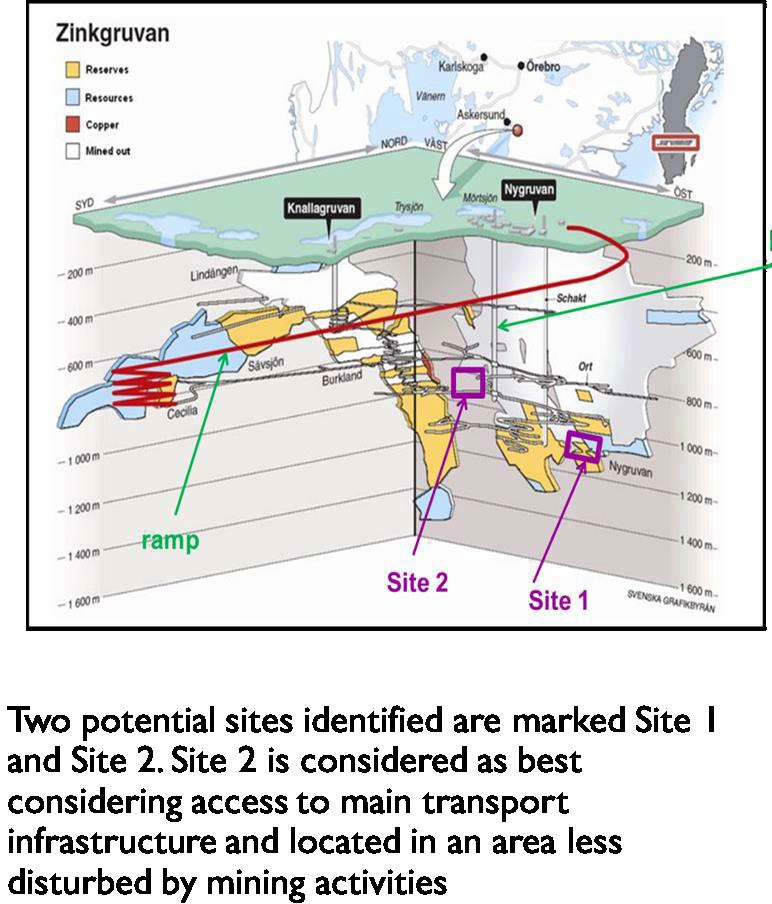 Zinkgruvan
Reserves
Resources
Copper
Mined out
Karlskoga
Örebro
Vänern
Askersund
NORD
VÄST
SYD
ÖST
Knallagruvan
Trysjön
Mörtsjön
Nygruvan
200 m
400 m
600 m
1 000 m
1 200 m
1 400 m
1 600 m
Lindängen
Schakt
200 m
600 m
800 m
1 000 m
1 200 m
1 400 m
1 600 m
Sävsjön
Burkland
Ort
Cecilia
Nygruvan
ramp
Site 2
Site 1
SVENSKA GRAFIKBYRÅN
Two potential sites identified are marked Site 1
and Site 2. Site 2 is considered as best
considering access to main transport
infrastructure and located in an area less
disturbed by mining activities